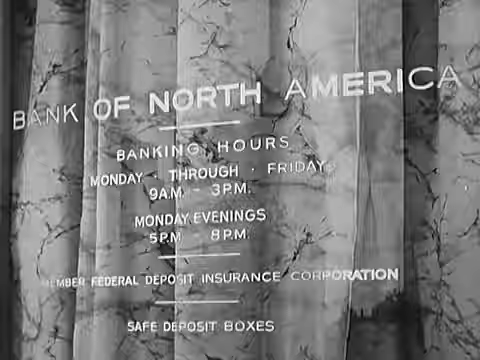 BANK OF NORTH AMERICA
BANKING HOURS
MONDAY THROUGH FRIDAY
9A.M. - 3P.M.
MONDAY EVENINGS
5P.M - 8P.M.
MEMBER FEDERAL DEPOSIT INSURANCE CORPORATION
SAFE DEPOSIT BOXES